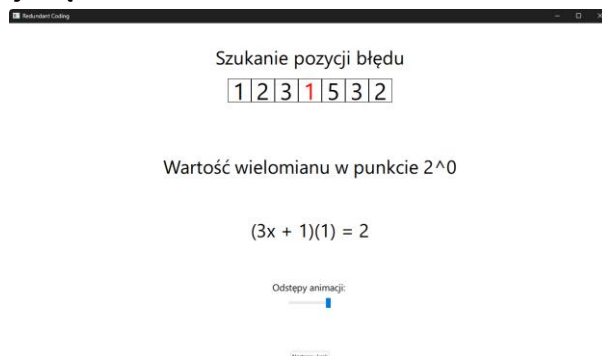 Redundant Coding
Szukanie pozycji błędu
1 2 3 1 5 3 2
Wartość wielomianu w punkcie 2^0
(3x + 1)(1) = 2
Odstępy animacji: